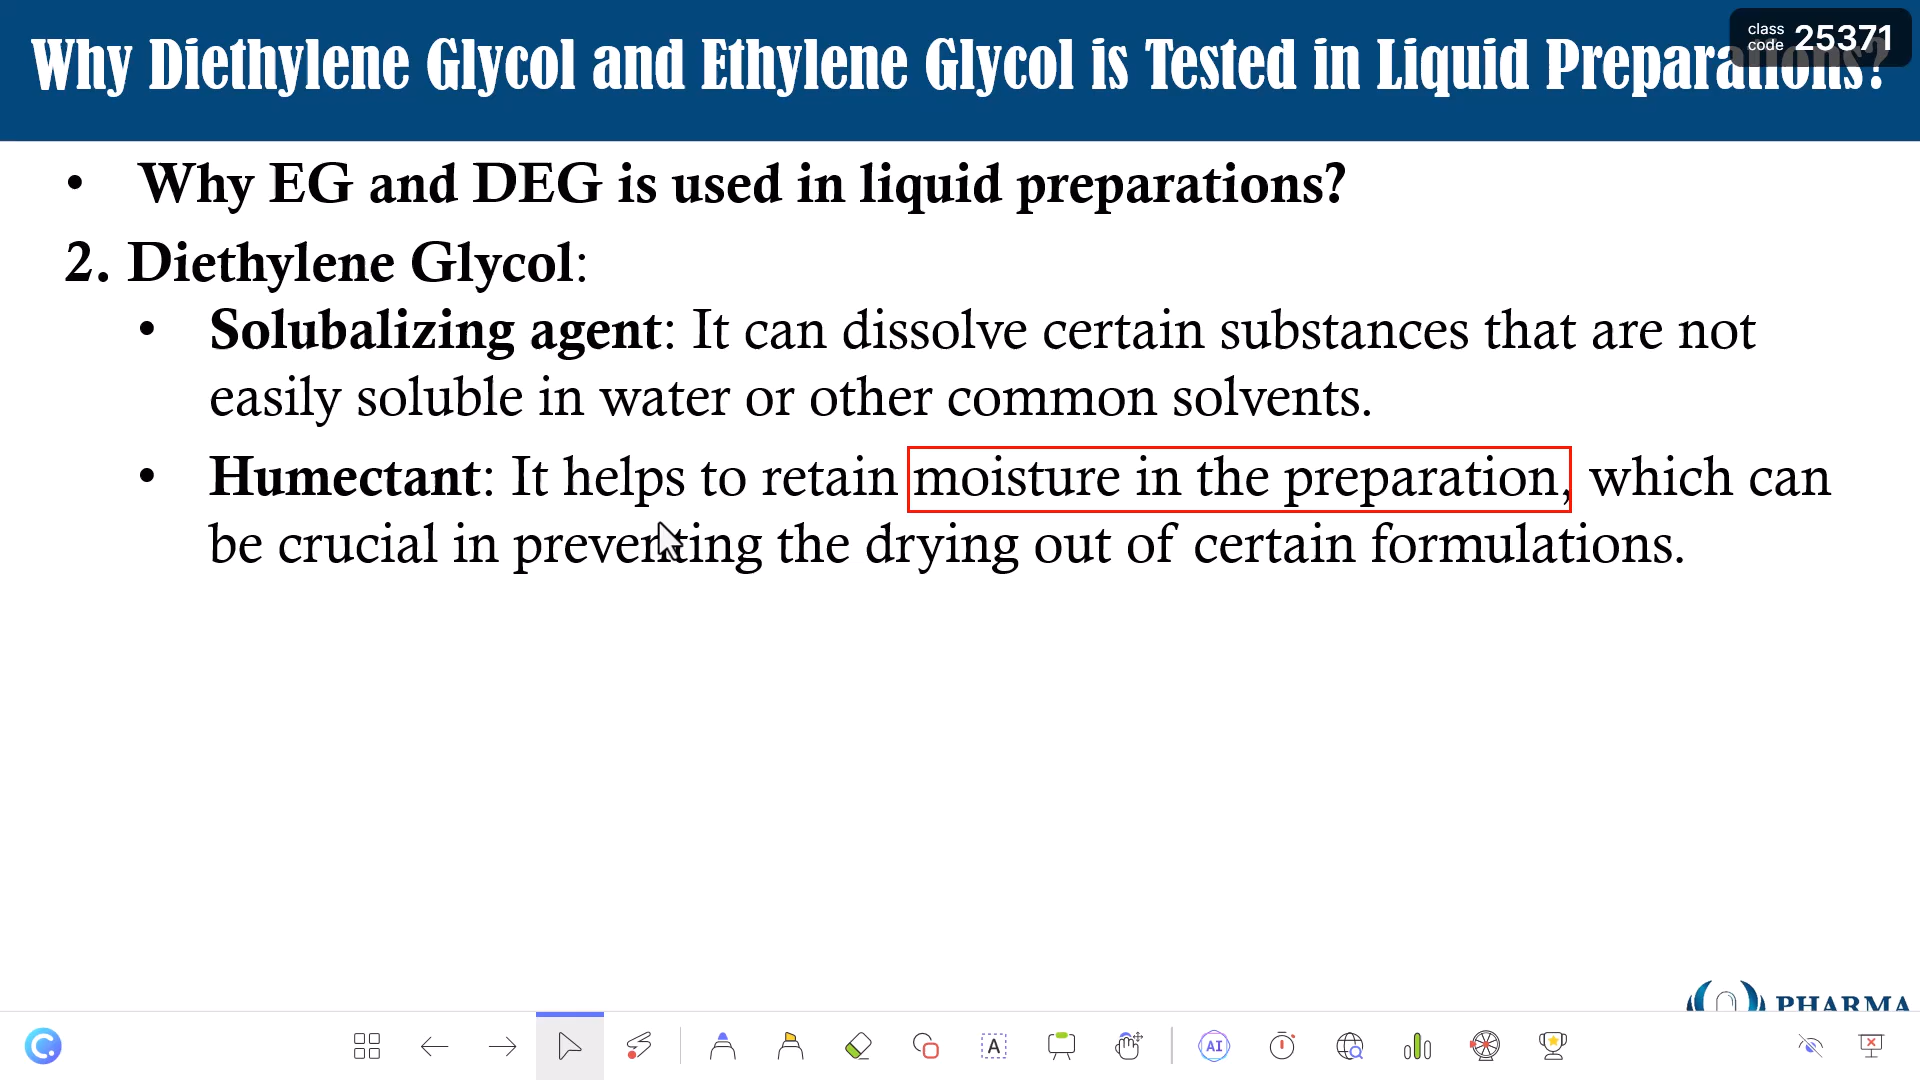 Why Diethylene Glycol and Ethylene Glycol is Tested in Liquid Preparations?
class code 25371
• Why EG and DEG is used in liquid preparations?
2. Diethylene Glycol:
• Solubalizing agent: It can dissolve certain substances that are not
easily soluble in water or other common solvents.
• Humectant: It helps to retain moisture in the preparation, which can
be crucial in preventing the drying out of certain formulations.
PHARMA
A
AI